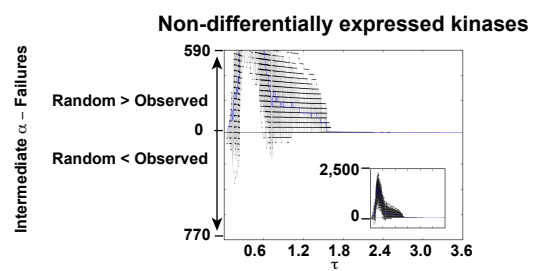 Non-differentially expressed kinases
Intermediate α – Failures
590
Random > Observed
0
Random < Observed
770
2,500
0
0.6 1.2 1.8 2.4 3.0 3.6
τ